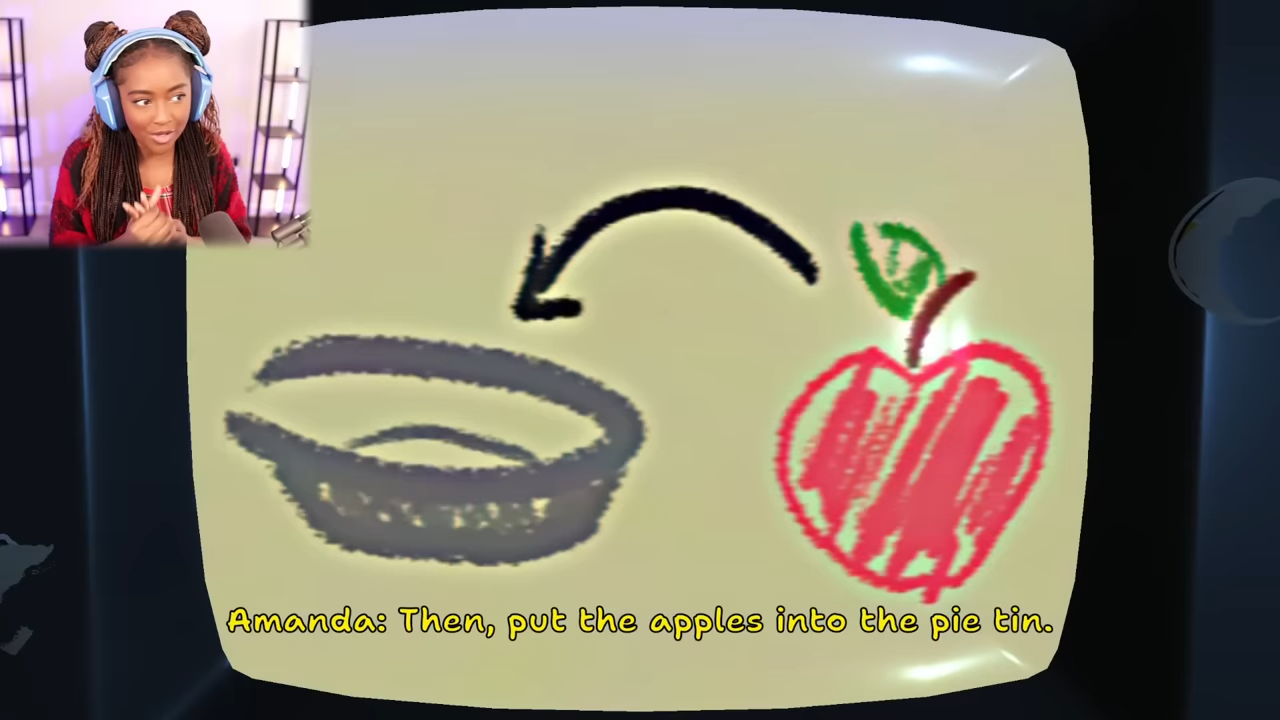 Amanda: Then, put the apples into the pie tin.